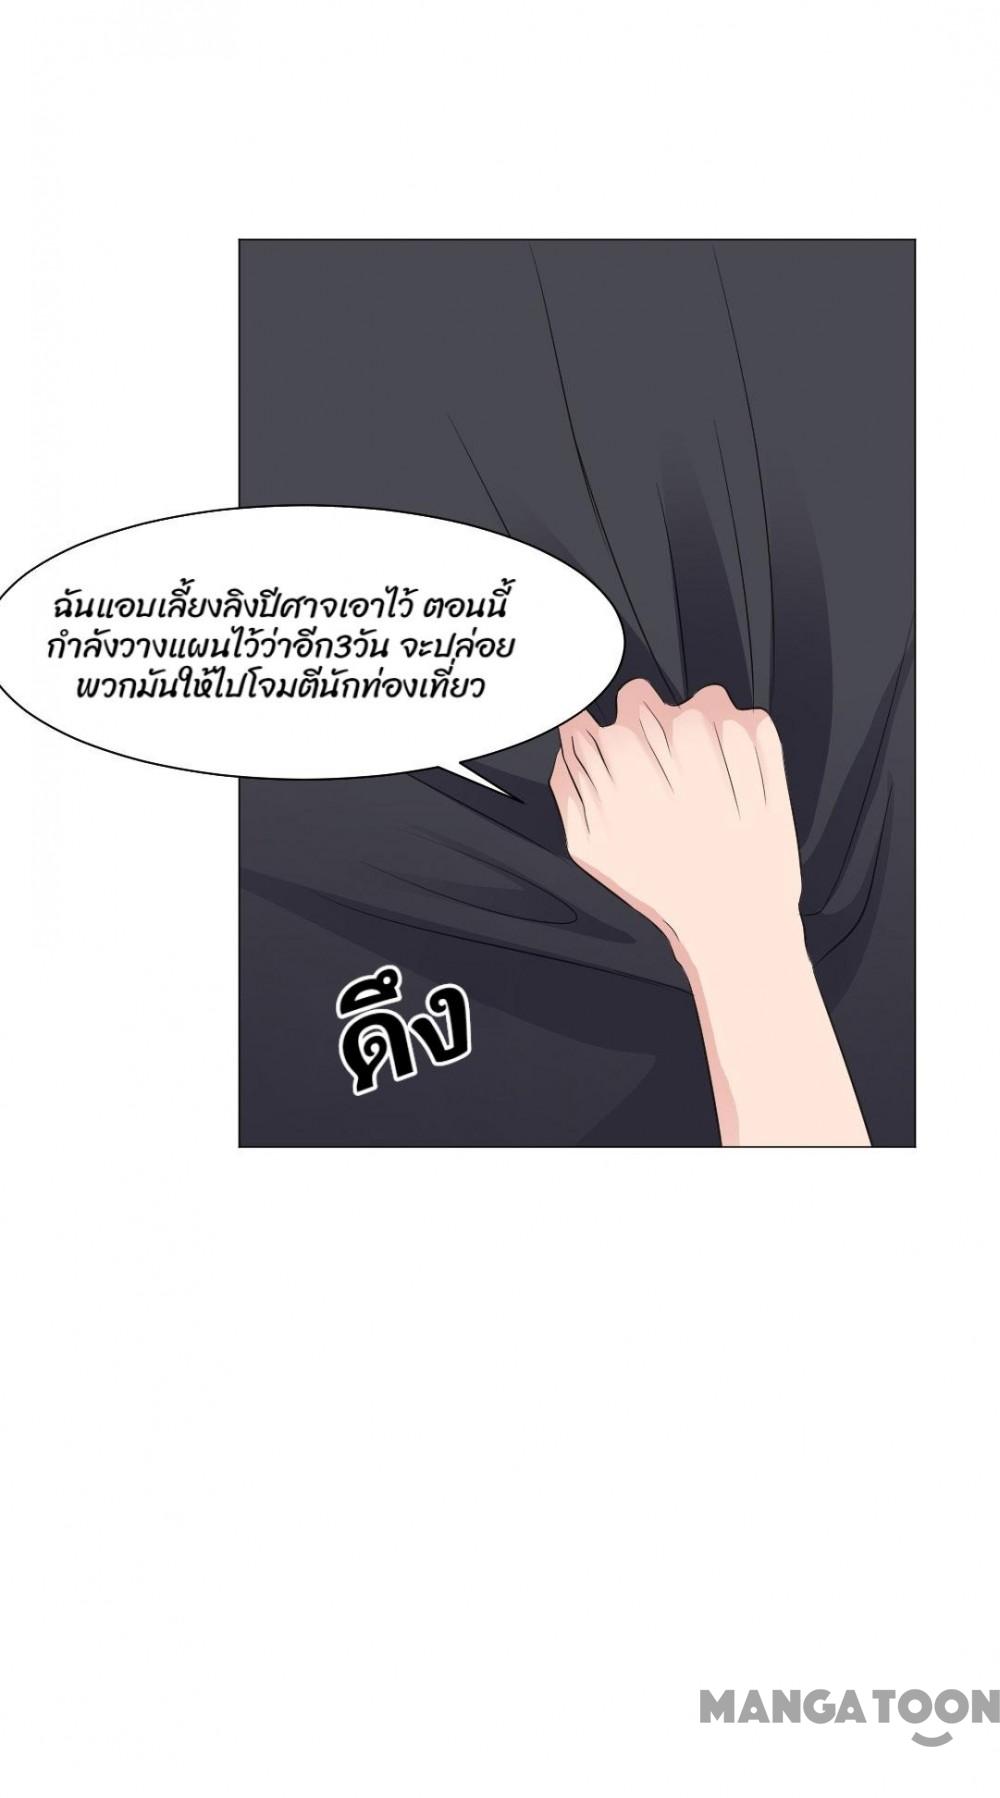 ฉันแอบเลี้ยงลิงปีศาจเอาไว้ ตอนนี้
กำลังวางแผนไว้ว่าอีก3วัน จะปล่อย
พวกมันให้ไปโจมตีนักท่องเที่ยว
ดึง
MANGATOON